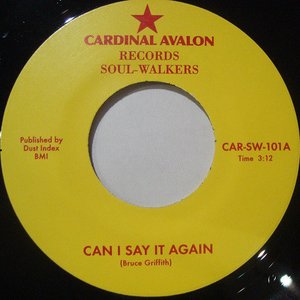 CARDINAL AVALON
RECORDS
SOUL-WALKERS
Published by
Dust Index
BMI
CAR-SW-101A
Time 3:12
CAN I SAY IT AGAIN
(Bruce Griffith)